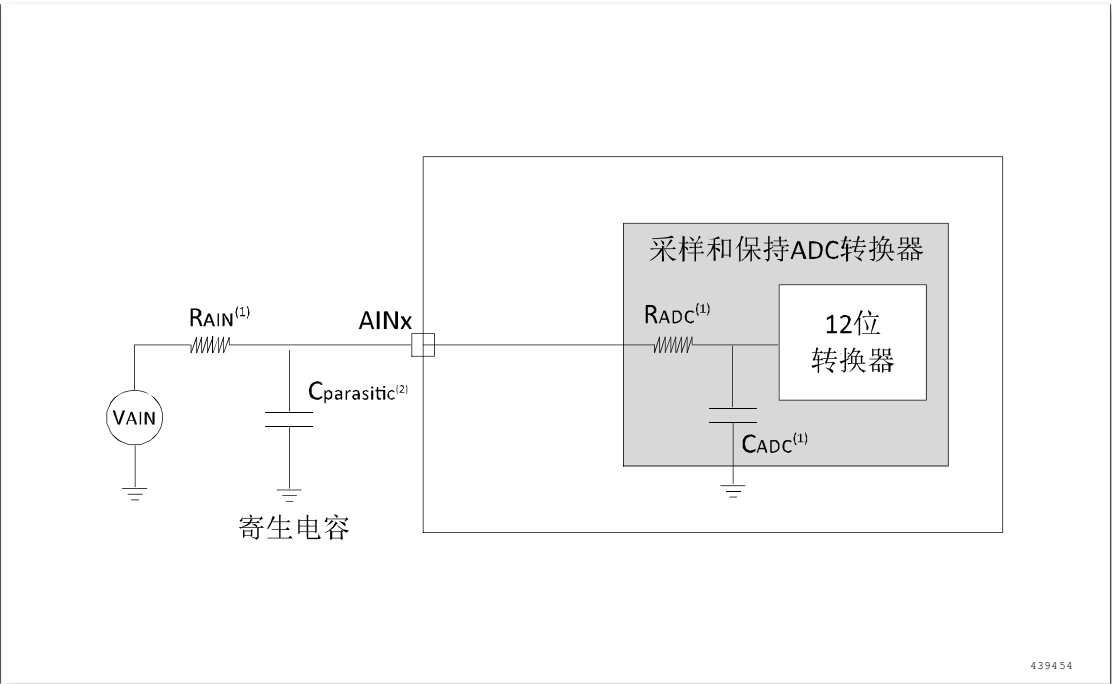 采样和保持ADC转换器
RAIN(1)
AINx
RADC(1)
12位
转换器
Cparasitic(2)
VAIN
CADC(1)
寄生电容
439454